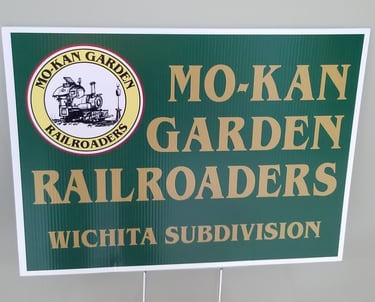 MO-KAN GARDEN
RAILROADERS
MO-KAN
GARDEN
RAILROADERS
WICHITA SUBDIVISION